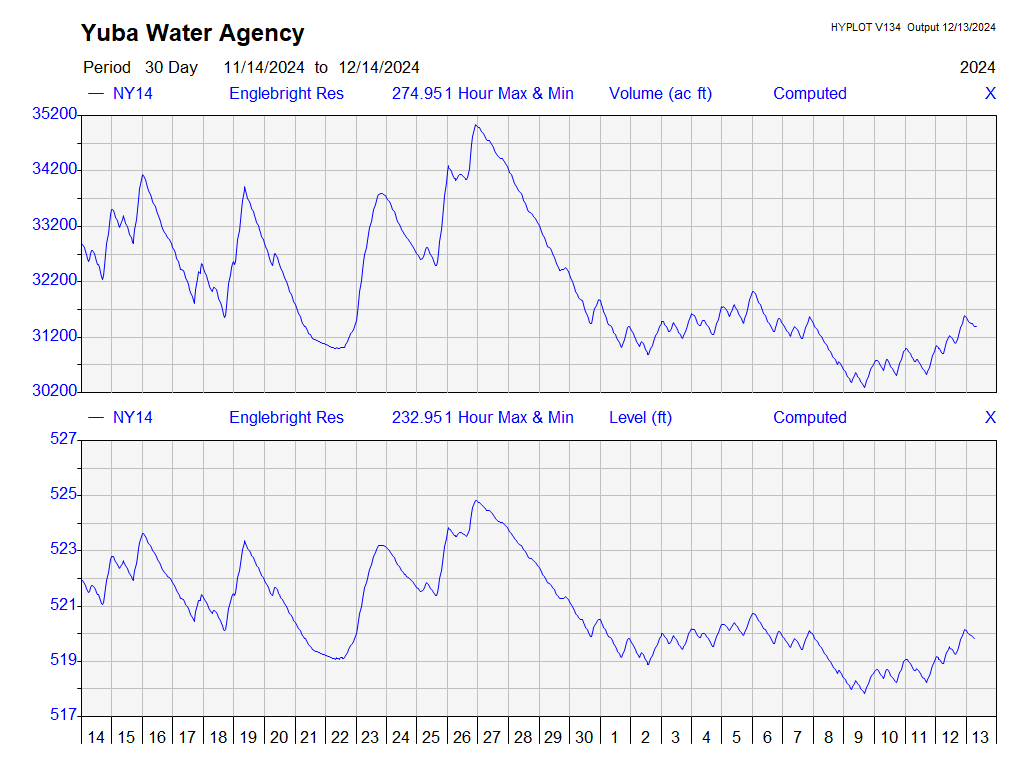 Yuba Water Agency
HYPLOT V134 Output 12/13/2024
Period 30 Day 11/14/2024 to 12/14/2024 2024
NY14 Englebright Res 274.951 Hour Max & Min Volume (ac ft) Computed X
35200
34200
33200
32200
31200
30200
NY14 Englebright Res 232.951 Hour Max & Min Level (ft) Computed X
527
525
523
521
519
517
14 15 16 17 18 19 20 21 22 23 24 25 26 27 28 29 30 1 2 3 4 5 6 7 8 9 10 11 12 13